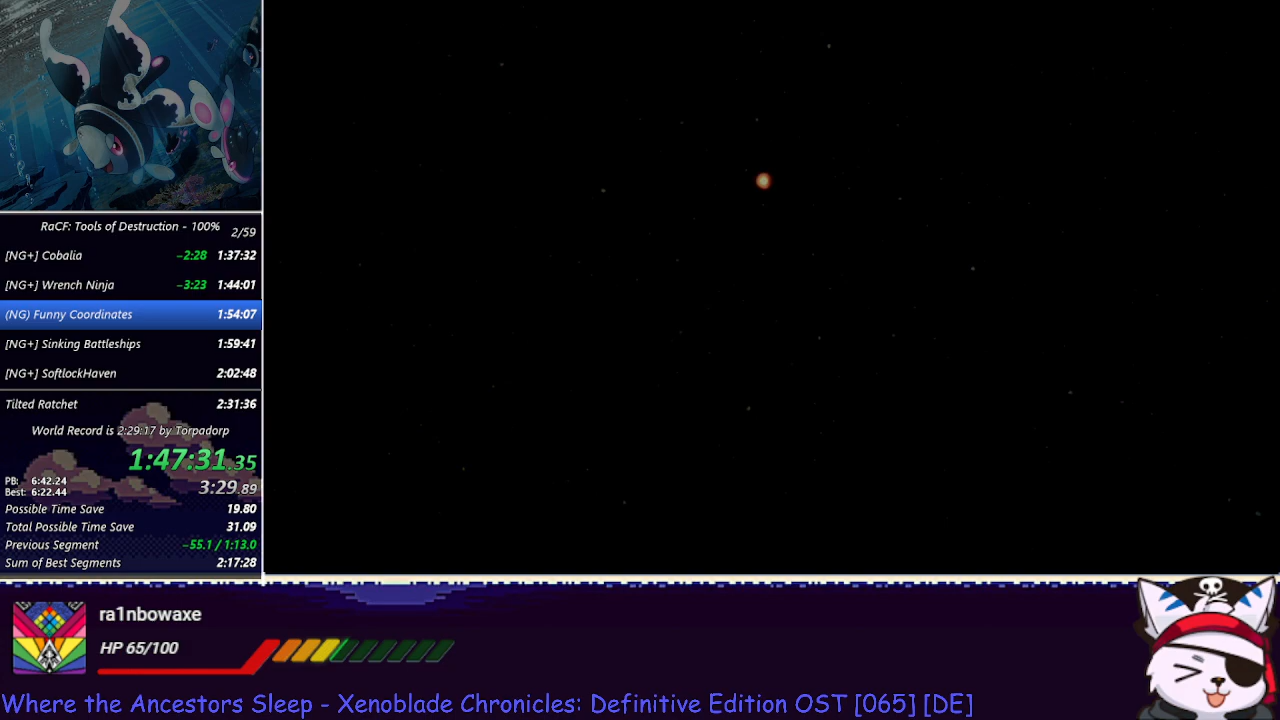 RaCF: Tools of Destruction - 100%
2/59
[NG+] Cobalia −2:28 1:37:32
[NG+] Wrench Ninja −3:23 1:44:01
(NG) Funny Coordinates 1:54:07
[NG+] Sinking Battleships 1:59:41
[NG+] SoftlockHaven 2:02:48
Tilted Ratchet 2:31:36
World Record is 2:29:17 by Torpadorp
1:47:31.35
PB: 6:42.24
Best: 6:22.44
3:29.89
Possible Time Save 19.80
Total Possible Time Save 31.09
Previous Segment −55.1 / 1:13.0
Sum of Best Segments 2:17:28
ra1nbowaxe
HP 65/100
Where the Ancestors Sleep - Xenoblade Chronicles: Definitive Edition OST [065] [DE]